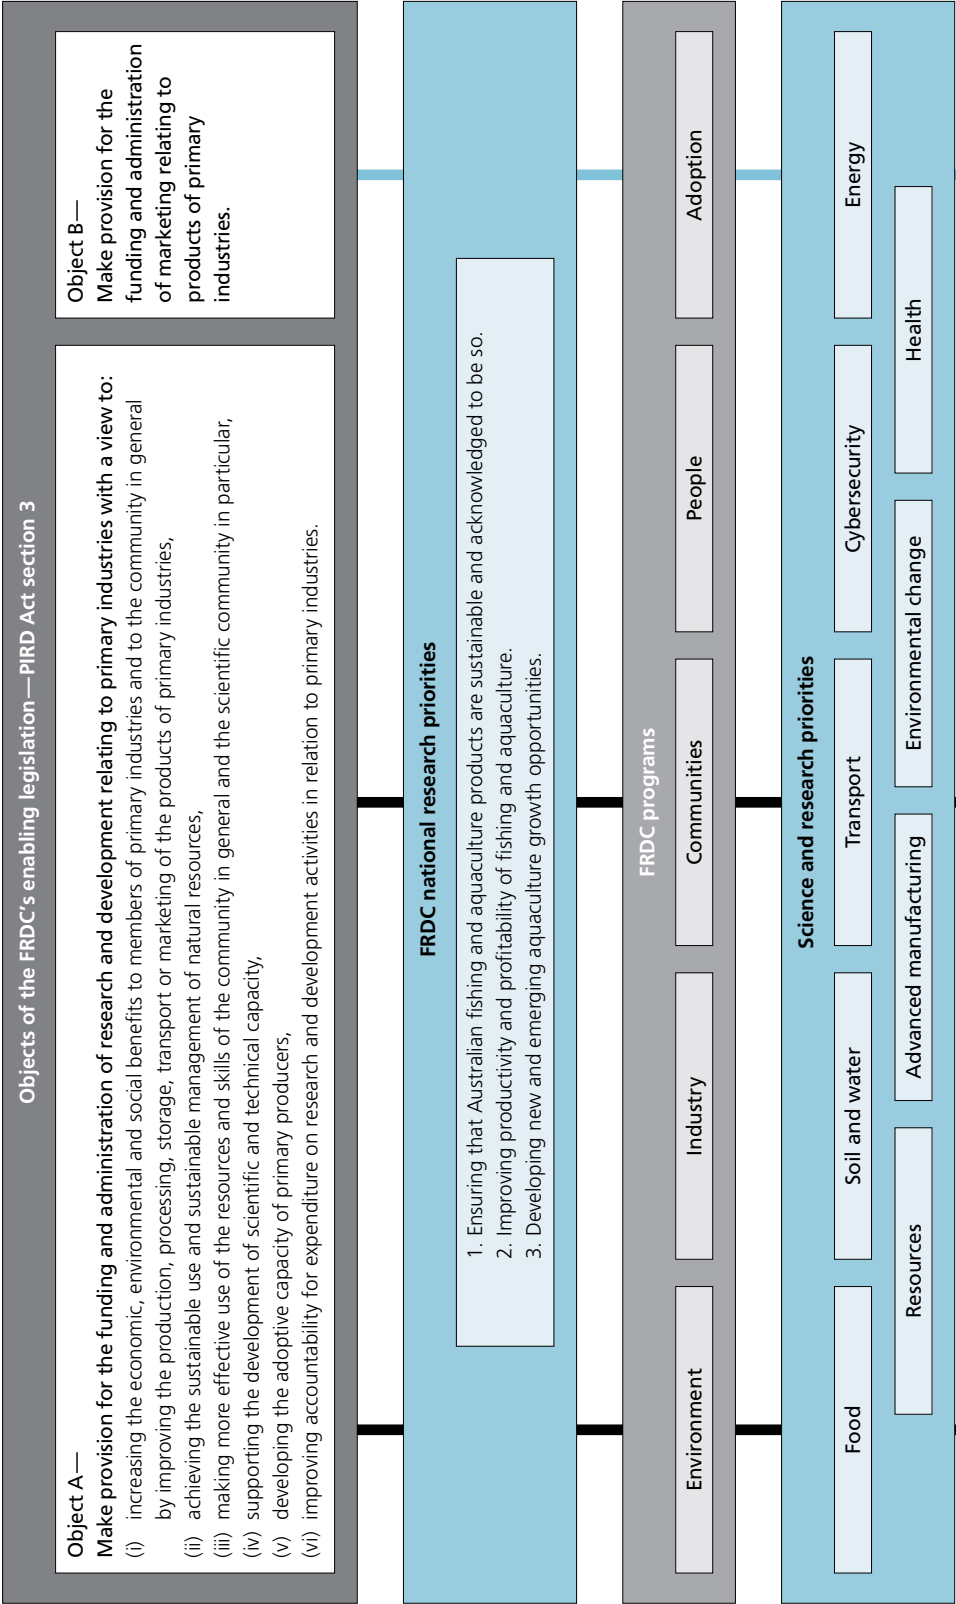 Objects of the FRDC’s enabling legislation—PIRD Act section 3
Object A—
Make provision for the funding and administration of research and development relating to primary industries with a view to:
(i) increasing the economic, environmental and social benefits to members of primary industries and to the community in general
by improving the production, processing, storage, transport or marketing of the products of primary industries,
(ii) achieving the sustainable use and sustainable management of natural resources,
(iii) making more effective use of the resources and skills of the community in general and the scientific community in particular,
(iv) supporting the development of scientific and technical capacity,
(v) developing the adoptive capacity of primary producers,
(vi) improving accountability for expenditure on research and development activities in relation to primary industries.
Object B—
Make provision for the
funding and administration
of marketing relating to
products of primary
industries.
FRDC national research priorities
1. Ensuring that Australian fishing and aquaculture products are sustainable and acknowledged to be so.
2. Improving productivity and profitability of fishing and aquaculture.
3. Developing new and emerging aquaculture growth opportunities.
FRDC programs
Environment
Industry
Communities
People
Adoption
Science and research priorities
Food
Soil and water
Transport
Cybersecurity
Energy
Resources
Advanced manufacturing
Environmental change
Health